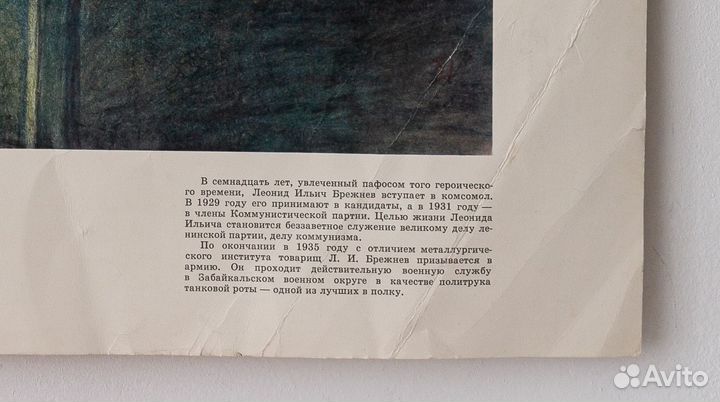 В семнадцать лет, увлеченный пафосом того героическо-
го времени, Леонид Ильич Брежнев вступает в комсомол.
В 1929 году его принимают в кандидаты, а в 1931 году —
в члены Коммунистической партии. Целью жизни Леонида
Ильича становится беззаветное служение великому делу ле-
нинской партии, делу коммунизма.
По окончании в 1935 году с отличием металлургиче-
ского института товарищ Л. И. Брежнев призывается в
армию. Он проходит действительную военную службу
в Забайкальском военном округе в качестве политрука
танковой роты — одной из лучших в полку.
Avito